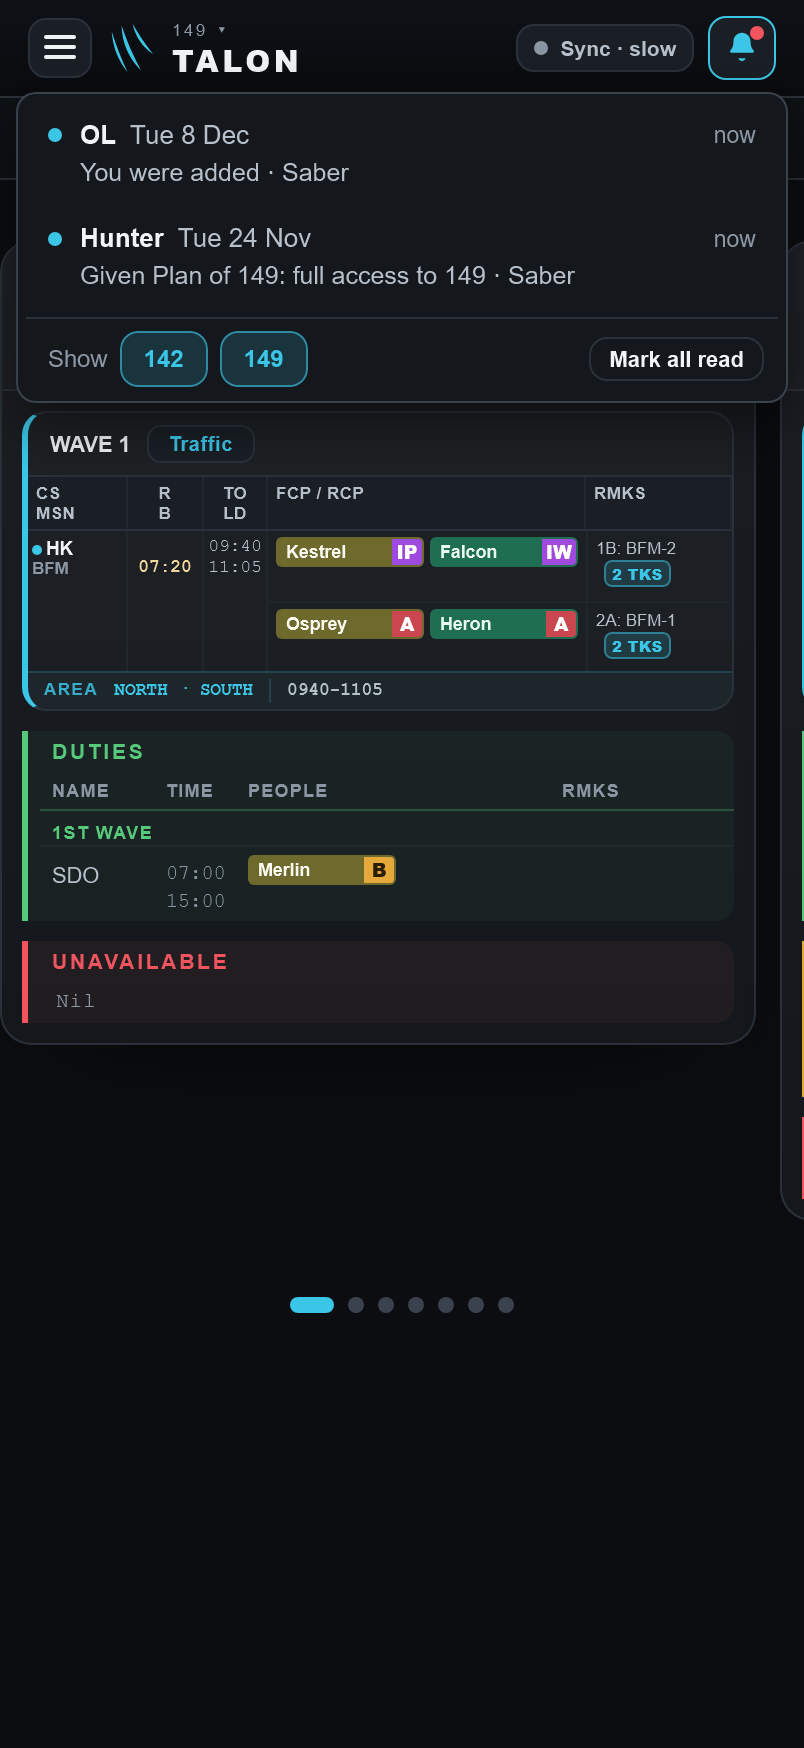 149 ▾
TALON
Sync · slow
OL Tue 8 Dec now
You were added · Saber
Hunter Tue 24 Nov now
Given Plan of 149: full access to 149 · Saber
Show 142 149 Mark all read
WAVE 1 Traffic
CS R TO FCP / RCP RMKS
MSN B LD
HK 09:40 Kestrel IP Falcon IW 1B: BFM-2
BFM 07:20 11:05 2 TKS
Osprey A Heron A 2A: BFM-1
2 TKS
AREA NORTH · SOUTH 0940–1105
DUTIES
NAME TIME PEOPLE RMKS
1ST WAVE
SDO 07:00 Merlin B
15:00
UNAVAILABLE
Nil